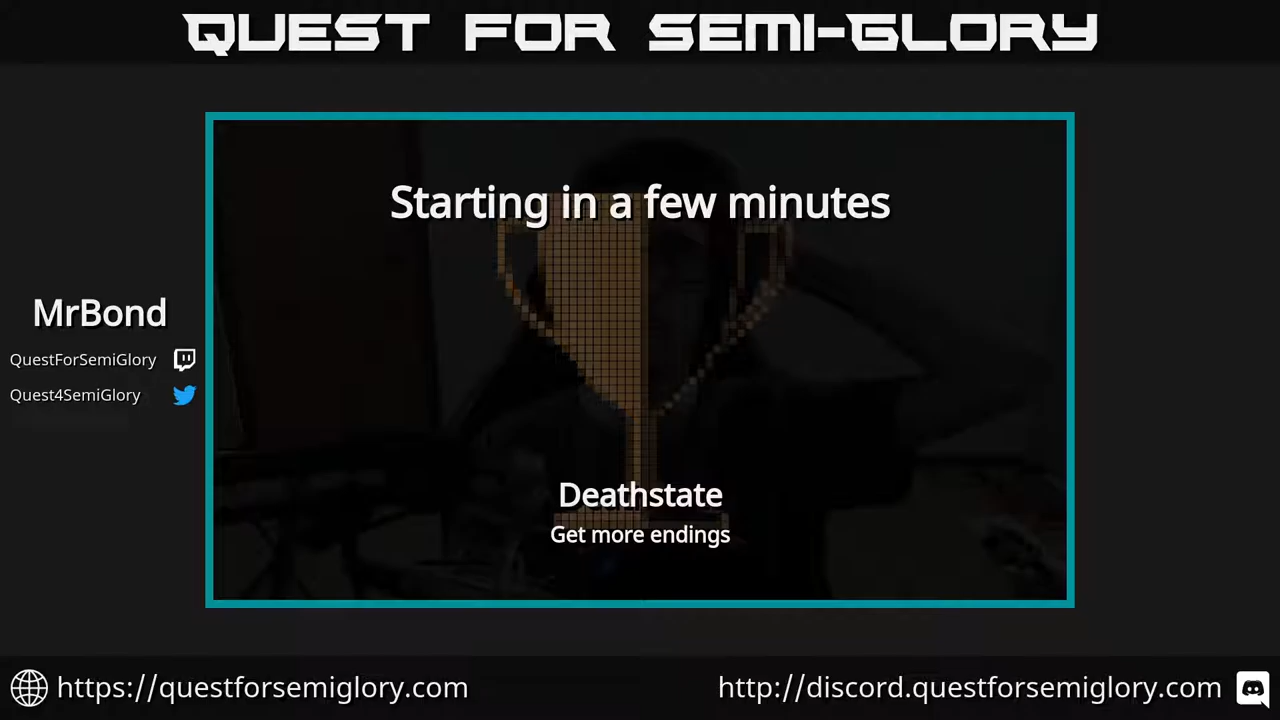 QUEST FOR SEMI-GLORY
Starting in a few minutes
MrBond
QuestForSemiGlory
Quest4SemiGlory
Deathstate
Get more endings
https://questforsemiglory.com
http://discord.questforsemiglory.com